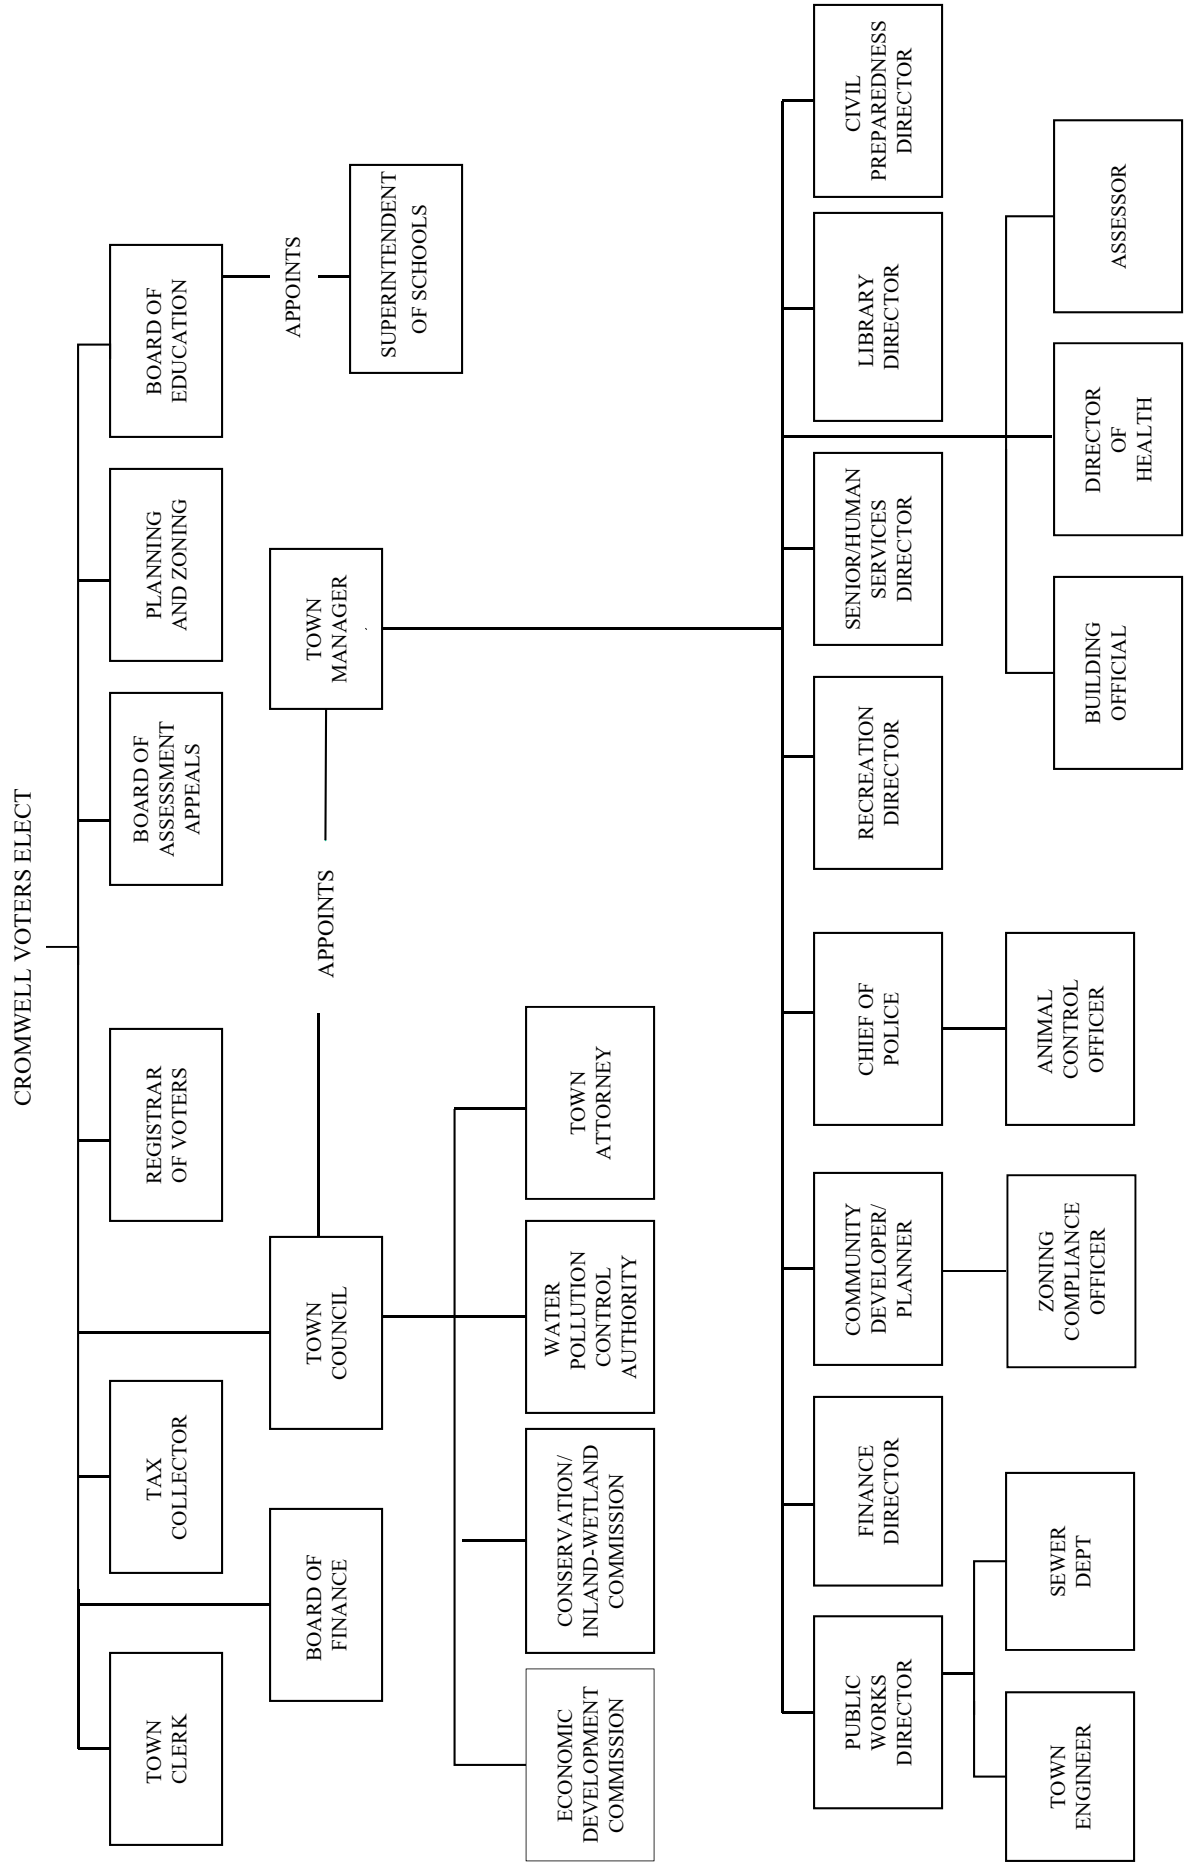 CROMWELL VOTERS ELECT
TOWN
CLERK
TAX
COLLECTOR
REGISTRAR
OF VOTERS
BOARD OF
ASSESSMENT
APPEALS
PLANNING
AND ZONING
BOARD OF
EDUCATION
BOARD OF
FINANCE
TOWN
COUNCIL
APPOINTS
TOWN
MANAGER
APPOINTS
SUPERINTENDENT
OF SCHOOLS
ECONOMIC
DEVELOPMENT
COMMISSION
CONSERVATION/
INLAND-WETLAND
COMMISSION
WATER
POLLUTION
CONTROL
AUTHORITY
TOWN
ATTORNEY
PUBLIC
WORKS
DIRECTOR
FINANCE
DIRECTOR
COMMUNITY
DEVELOPER/
PLANNER
CHIEF OF
POLICE
RECREATION
DIRECTOR
SENIOR/HUMAN
SERVICES
DIRECTOR
LIBRARY
DIRECTOR
CIVIL
PREPAREDNESS
DIRECTOR
TOWN
ENGINEER
SEWER
DEPT
ZONING
COMPLIANCE
OFFICER
ANIMAL
CONTROL
OFFICER
BUILDING
OFFICIAL
DIRECTOR
OF
HEALTH
ASSESSOR